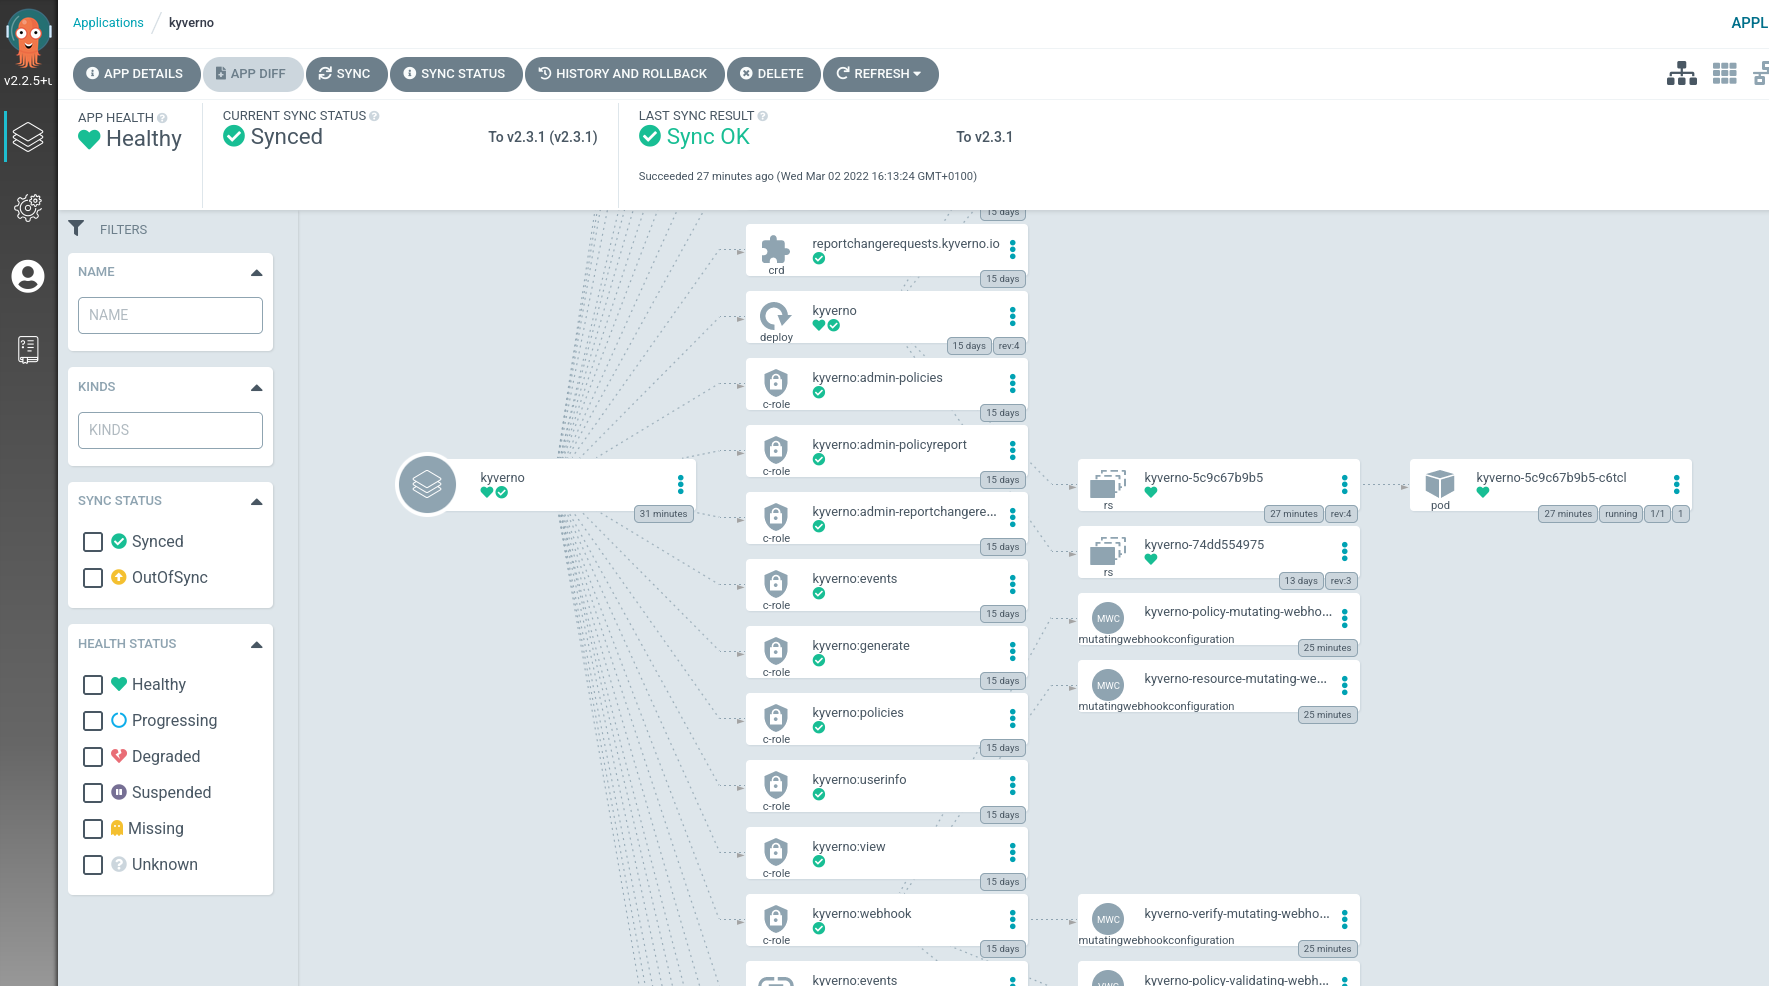 Applications / kyverno
APPL
v2.2.5+u
APP DETAILS
APP DIFF
SYNC
SYNC STATUS
HISTORY AND ROLLBACK
DELETE
REFRESH
APP HEALTH
Healthy
CURRENT SYNC STATUS
Synced
To v2.3.1 (v2.3.1)
LAST SYNC RESULT
Sync OK
To v2.3.1
Succeeded 27 minutes ago (Wed Mar 02 2022 16:13:24 GMT+0100)
FILTERS
NAME
NAME
KINDS
KINDS
SYNC STATUS
Synced
OutOfSync
HEALTH STATUS
Healthy
Progressing
Degraded
Suspended
Missing
Unknown
kyverno
31 minutes
15 days
reportchangerequests.kyverno.io
crd
15 days
kyverno
deploy
15 days rev:4
kyverno:admin-policies
c-role
15 days
kyverno:admin-policyreport
c-role
15 days
kyverno:admin-reportchangere...
c-role
15 days
kyverno:events
c-role
15 days
kyverno:generate
c-role
15 days
kyverno:policies
c-role
15 days
kyverno:userinfo
c-role
15 days
kyverno:view
c-role
15 days
kyverno:webhook
c-role
15 days
kyverno:events
kyverno-5c9c67b9b5
rs
27 minutes rev:4
kyverno-74dd554975
rs
13 days rev:3
MWC
kyverno-policy-mutating-webho...
mutatingwebhookconfiguration
25 minutes
MWC
kyverno-resource-mutating-we...
mutatingwebhookconfiguration
25 minutes
MWC
kyverno-verify-mutating-webho...
mutatingwebhookconfiguration
25 minutes
kyverno-policy-validating-webh...
kyverno-5c9c67b9b5-c6tcl
pod
27 minutes running 1/1 1